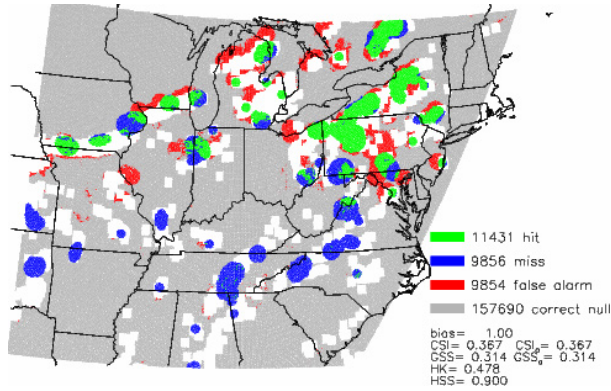 11431 hit
9856 miss
9854 false alarm
157690 correct null
bias= 1.00
CSI= 0.367 CSIₐ= 0.367
GSS= 0.314 GSSₐ= 0.314
HK= 0.478
HSS= 0.900